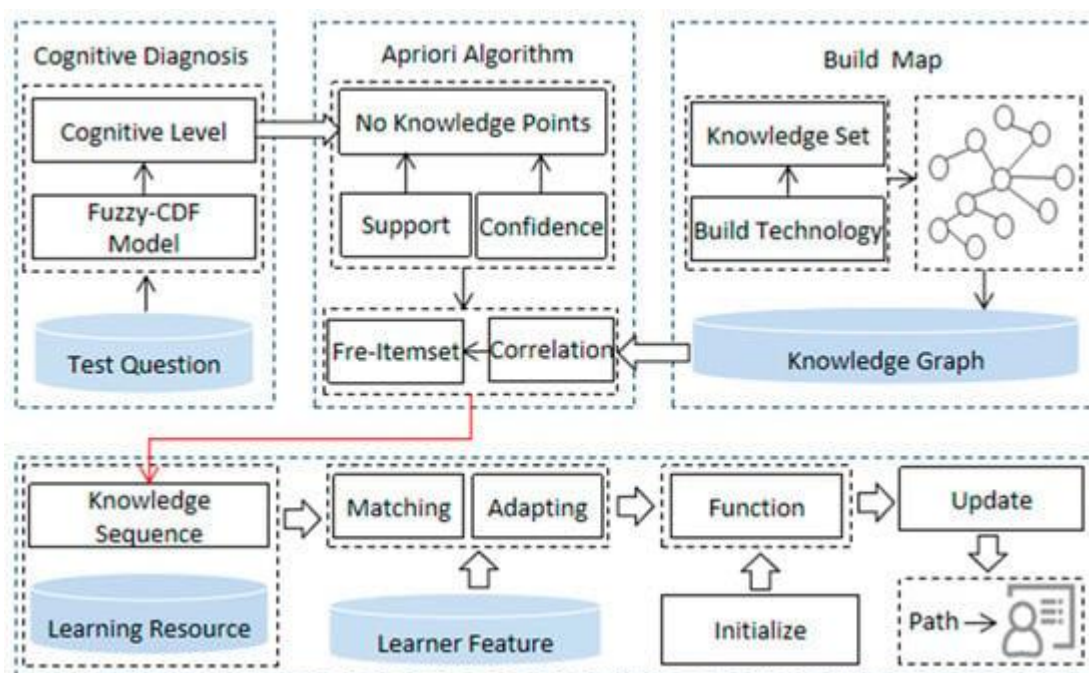 Cognitive Diagnosis
Cognitive Level
Fuzzy-CDF
Model
Test Question
Apriori Algorithm
No Knowledge Points
Support
Confidence
Fre-Itemset
Correlation
Build Map
Knowledge Set
Build Technology
Knowledge Graph
Knowledge
Sequence
Learning Resource
Matching
Adapting
Learner Feature
Function
Initialize
Update
Path